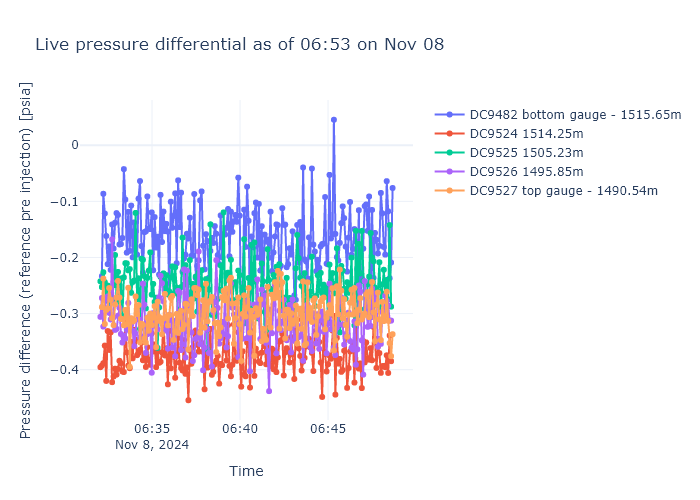 Live pressure differential as of 06:53 on Nov 08
Pressure difference (reference pre injection) [psia]
0
−0.1
−0.2
−0.3
−0.4
06:35
Nov 8, 2024
06:40
06:45
Time
DC9482 bottom gauge - 1515.65m
DC9524 1514.25m
DC9525 1505.23m
DC9526 1495.85m
DC9527 top gauge - 1490.54m